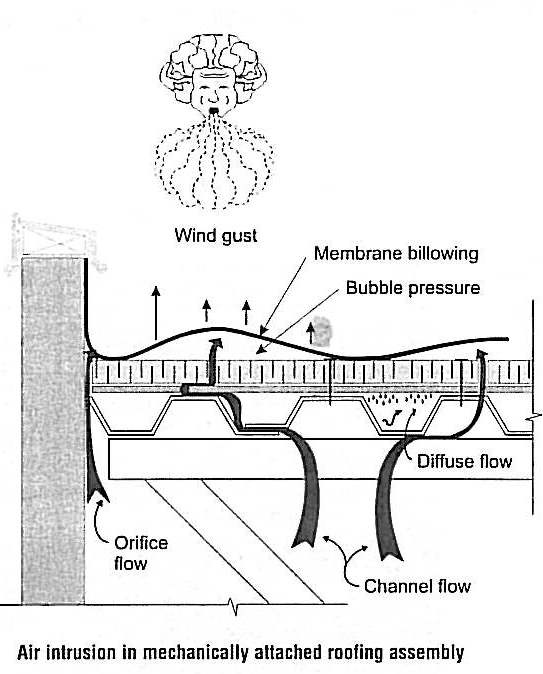 Wind gust
Membrane billowing
Bubble pressure
Diffuse flow
Orifice
flow
Channel flow
Air intrusion in mechanically attached roofing assembly